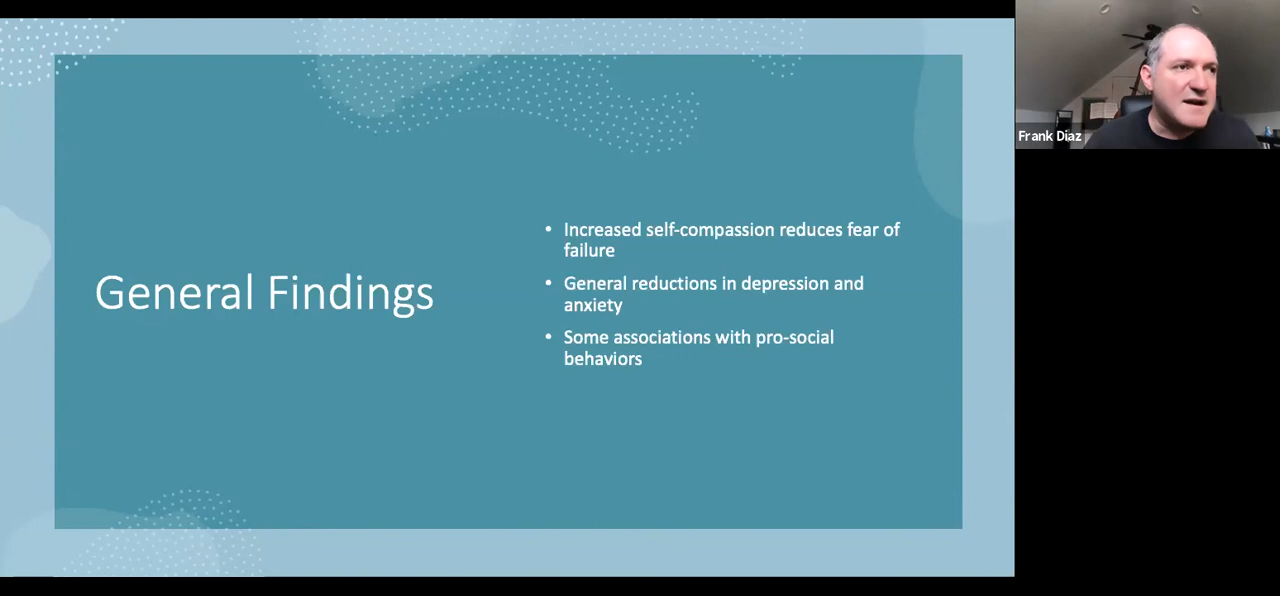 General Findings
• Increased self-compassion reduces fear of
failure
• General reductions in depression and
anxiety
• Some associations with pro-social
behaviors
Frank Diaz